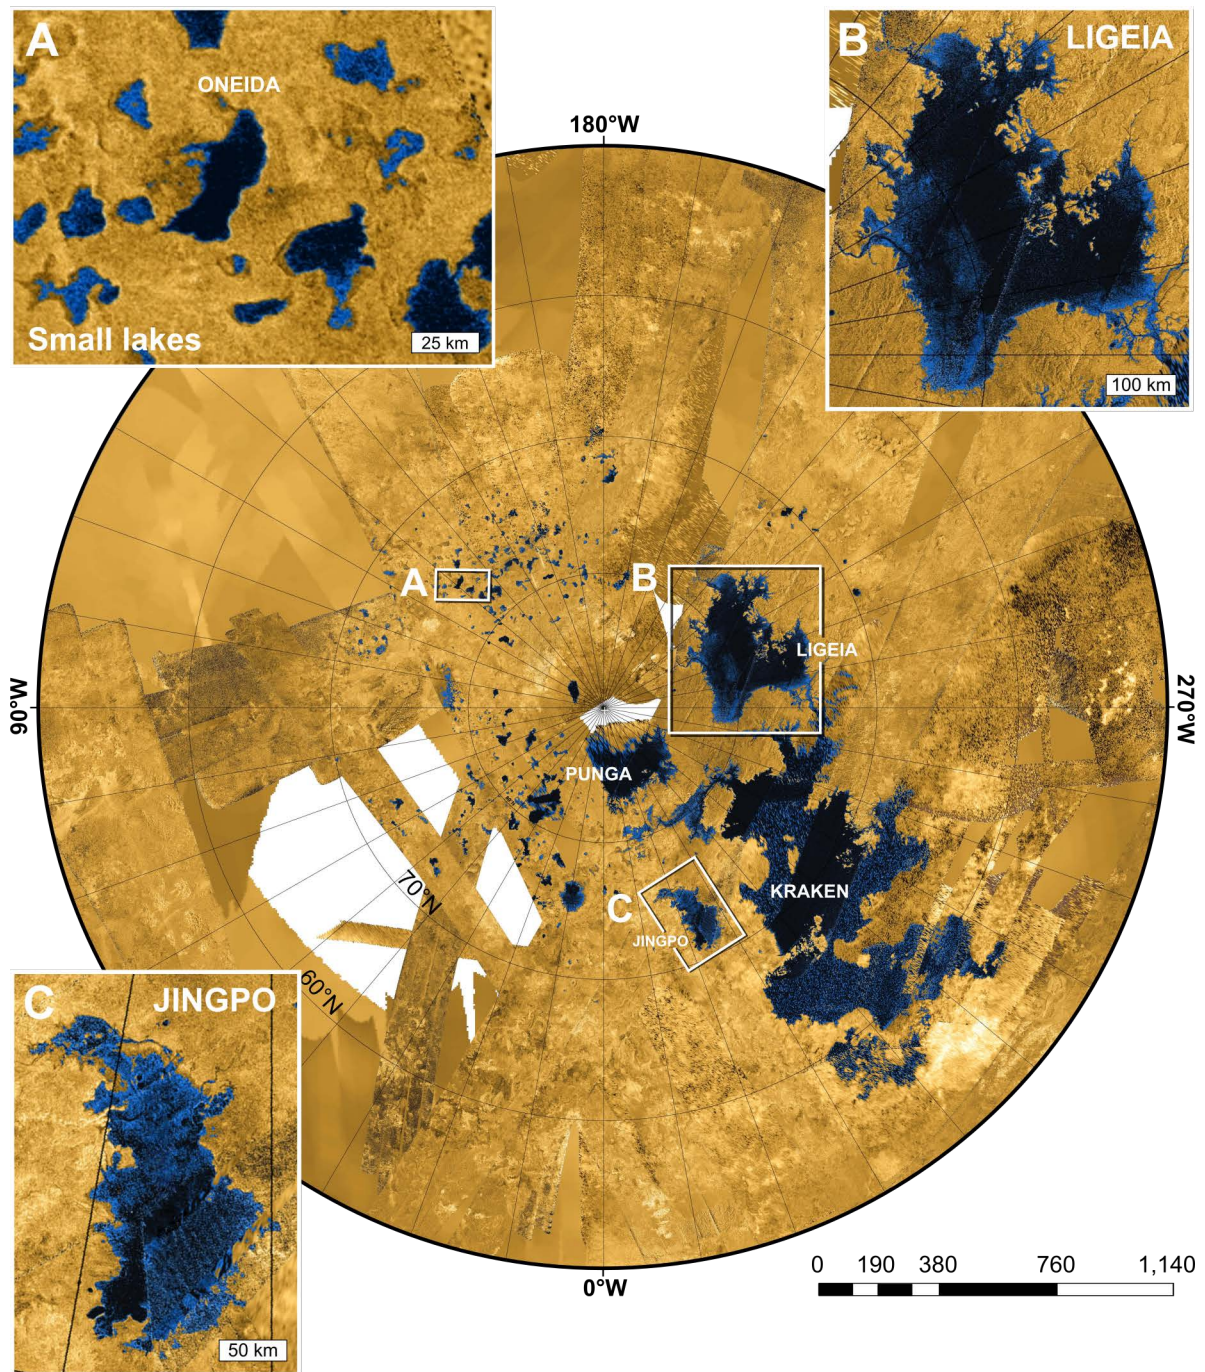 A
ONEIDA
Small lakes
25 km
B
LIGEIA
100 km
180°W
A
B
LIGEIA
90°W
270°W
PUNGA
KRAKEN
70°N
C
JINGPO
60°N
C
JINGPO
50 km
0°W
0 190 380 760 1,140